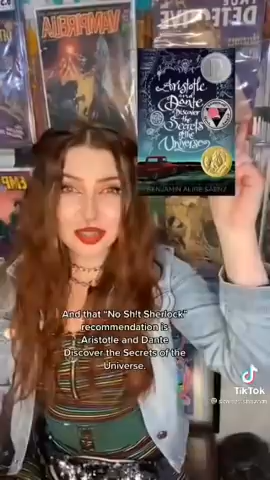 VAMPIRELLA
DETECTIVE
Aristotle
and
Dante
Discover the
Secrets
of the
Universe
BENJAMIN ALIRE SÁENZ
And that "No Sh!t Sherlock"
recommendation is
Aristotle and Dante
Discover the Secrets of the
Universe.
TikTok